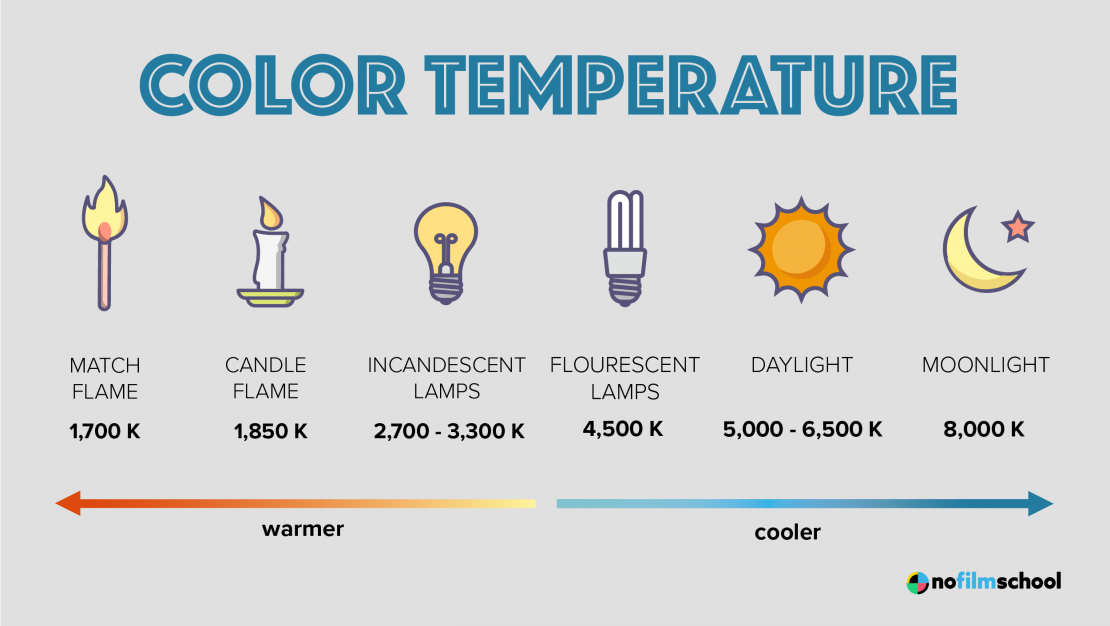 COLOR TEMPERATURE
MATCH
FLAME
1,700 K
CANDLE
FLAME
1,850 K
INCANDESCENT
LAMPS
2,700 - 3,300 K
FLOURESCENT
LAMPS
4,500 K
DAYLIGHT
5,000 - 6,500 K
MOONLIGHT
8,000 K
warmer
cooler
nofilmschool